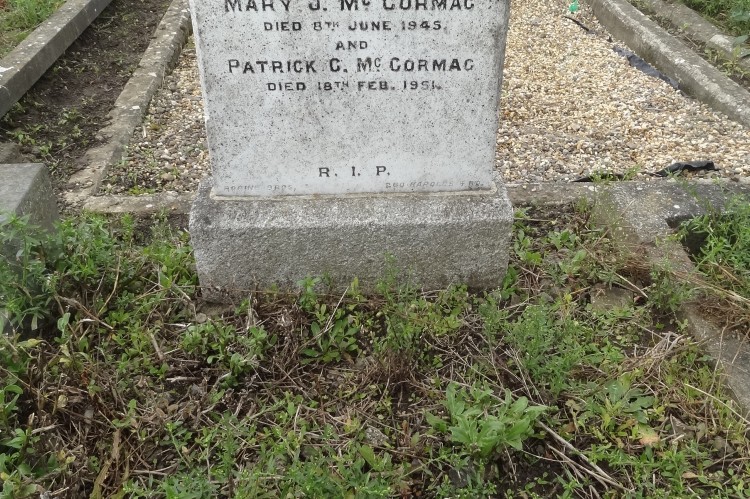 MARY J. Mc CORMAC
DIED 8TH JUNE 1945.
AND
PATRICK C. Mc CORMAC
DIED 18TH FEB. 1951.
R. I. P.